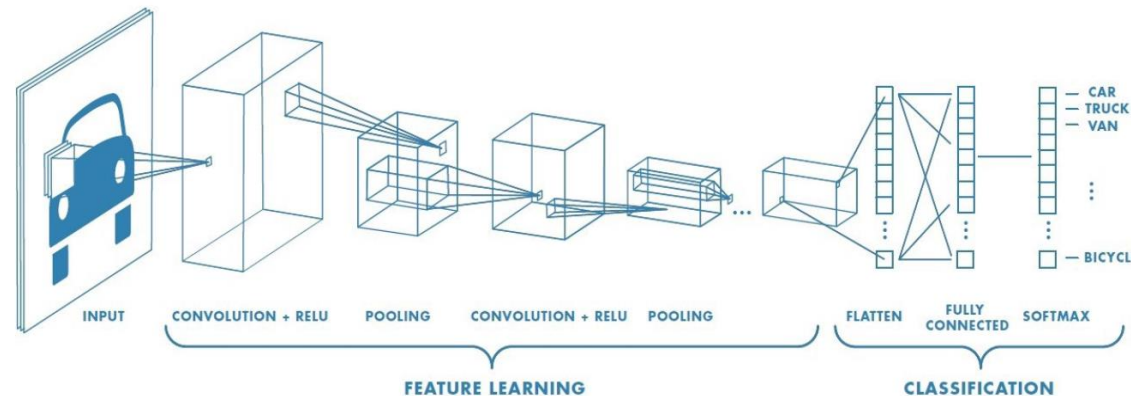 CAR
TRUCK
VAN
BICYCL
INPUT
CONVOLUTION + RELU
POOLING
CONVOLUTION + RELU
POOLING
FLATTEN
FULLY
CONNECTED
SOFTMAX
FEATURE LEARNING
CLASSIFICATION